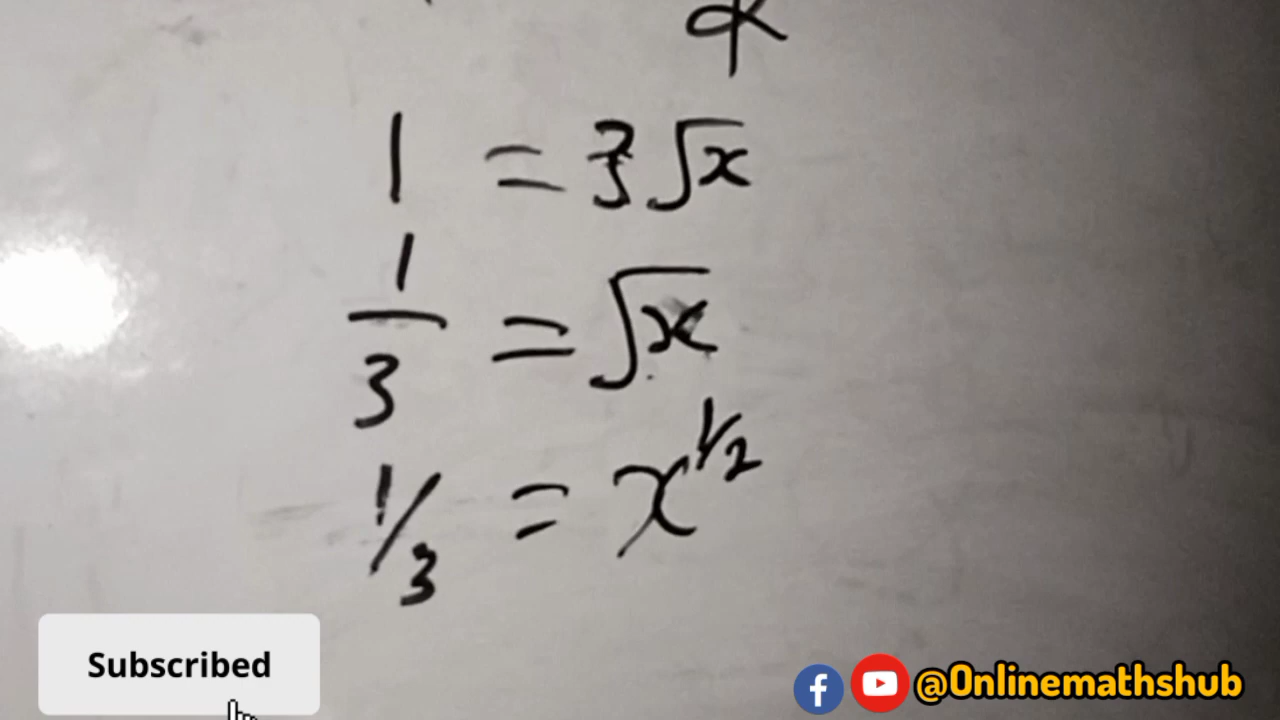 1 = 3√x
1/3 = √x
1/3 = x^1/2
Subscribed
@Onlinemathshub